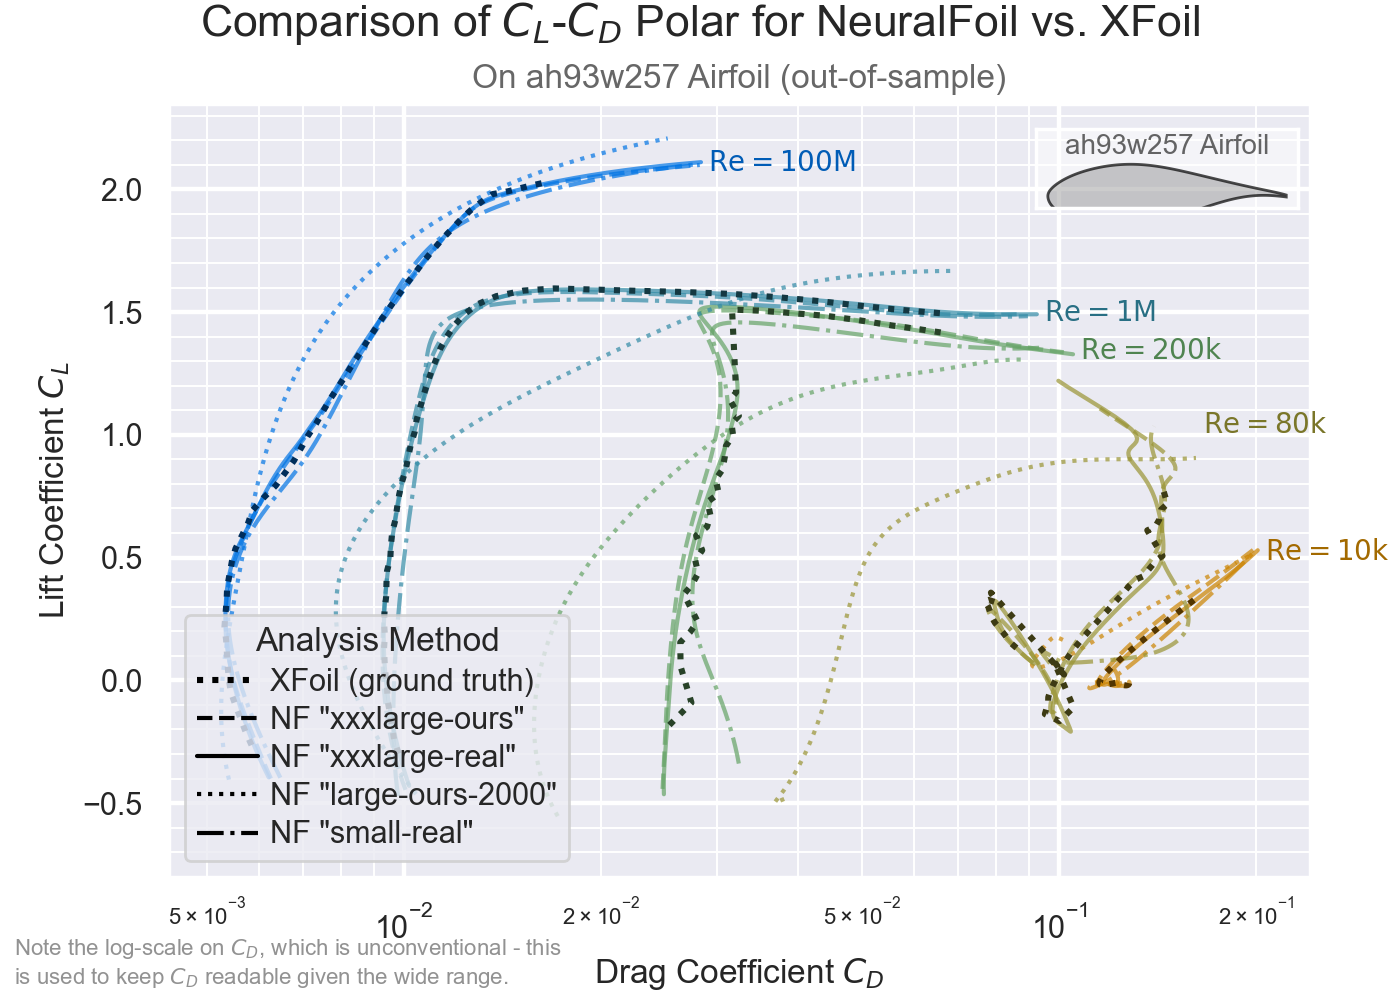 Comparison of C_L-C_D Polar for NeuralFoil vs. XFoil
On ah93w257 Airfoil (out-of-sample)
ah93w257 Airfoil
Re = 100M
Re = 1M
Re = 200k
Re = 80k
Re = 10k
Lift Coefficient C_L
2.0
1.5
1.0
0.5
0.0
−0.5
Analysis Method
XFoil (ground truth)
NF "xxxlarge-ours"
NF "xxxlarge-real"
NF "large-ours-2000"
NF "small-real"
5 × 10⁻³
10⁻²
2 × 10⁻²
5 × 10⁻²
10⁻¹
2 × 10⁻¹
Drag Coefficient C_D
Note the log-scale on C_D, which is unconventional - this
is used to keep C_D readable given the wide range.